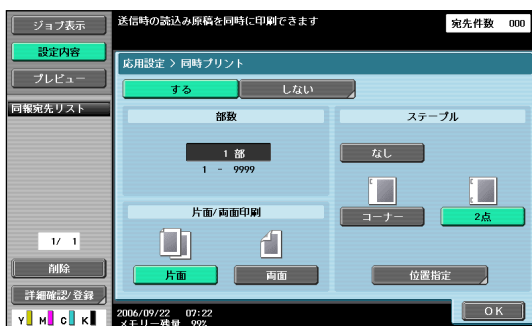 ジョブ表示
設定内容
プレビュー
同報宛先リスト
1/ 1
削除
詳細確認/登録
Y M C K
送信時の読込み原稿を同時に印刷できます
宛先件数 000
応用設定 > 同時プリント
する
しない
部数
1 部
1 - 9999
片面/両面印刷
片面
両面
ステープル
なし
コーナー
2点
位置指定
2006/09/22 07:22
メモリー残量 99%
OK